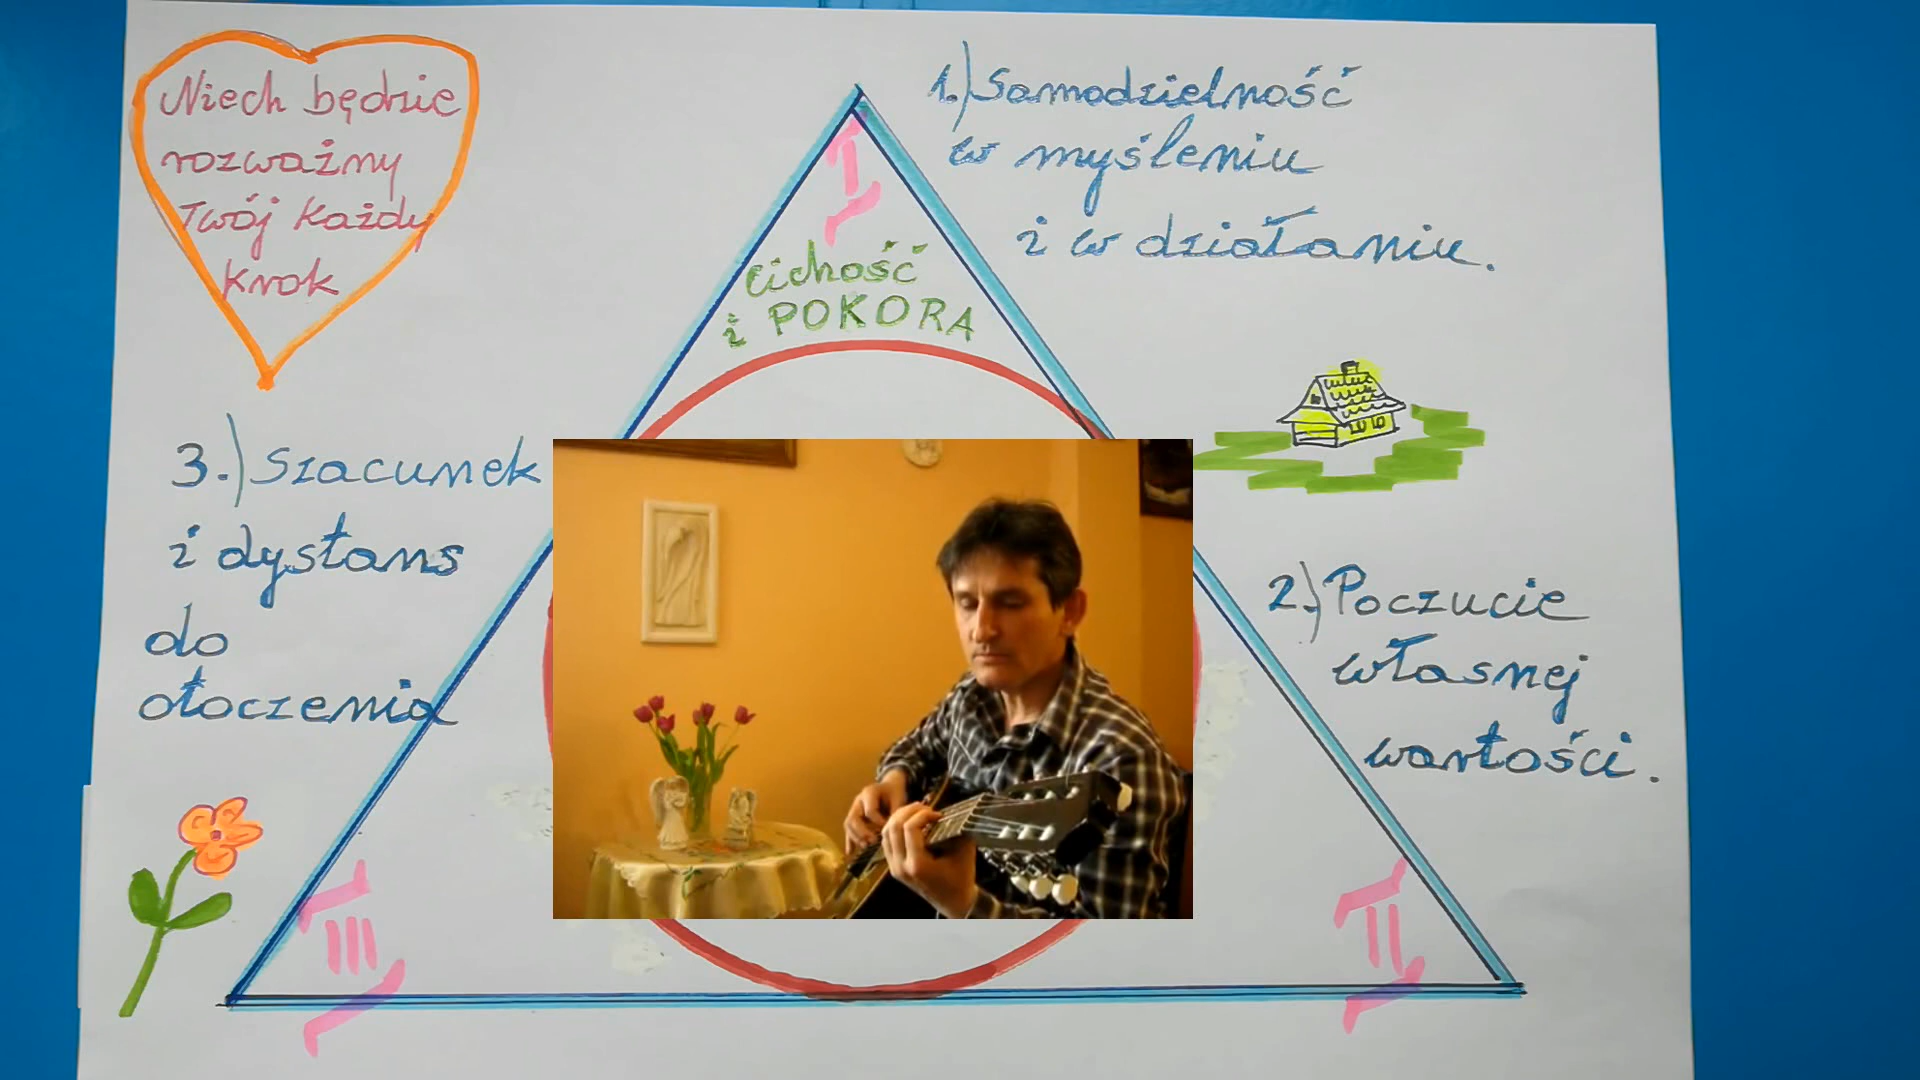 Niech będzie
rozważny
Twój Każdy
Krok
I
cichość
i POKORA
1.) Samodzielność
w myśleniu
i w działaniu.
2.) Poczucie
własnej
wartości.
II
3.) Szacunek
i dystans
do
otoczenia
III